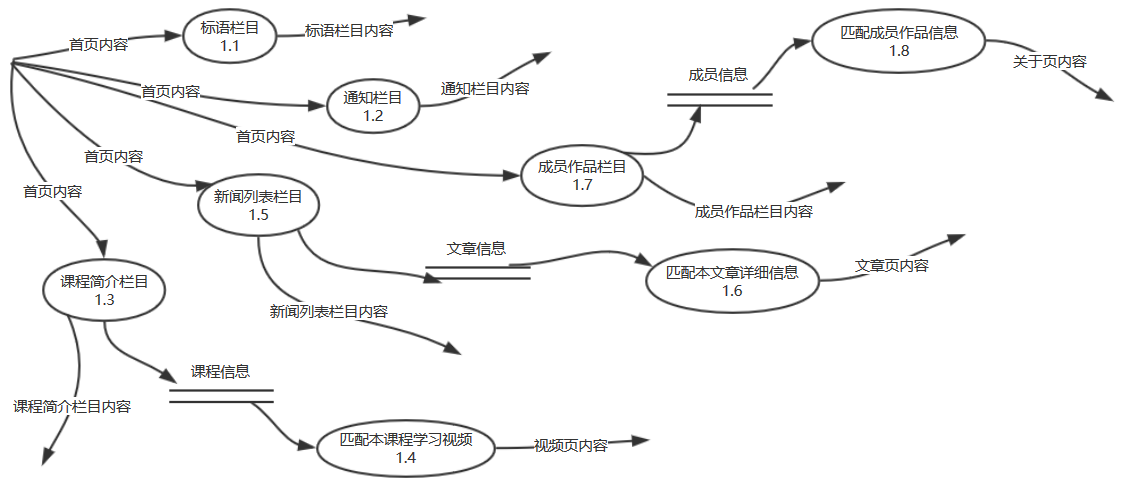 首页内容
标语栏目
1.1
标语栏目内容
首页内容
通知栏目
1.2
通知栏目内容
首页内容
成员作品栏目
1.7
成员信息
匹配成员作品信息
1.8
关于页内容
成员作品栏目内容
首页内容
新闻列表栏目
1.5
文章信息
匹配本文章详细信息
1.6
文章页内容
新闻列表栏目内容
首页内容
课程简介栏目
1.3
课程信息
课程简介栏目内容
匹配本课程学习视频
1.4
视频页内容